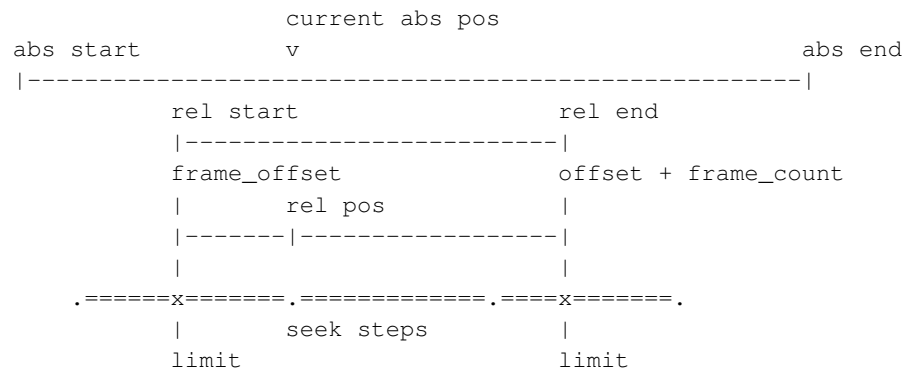 current abs pos
abs start          v                                   abs end
|------------------------------------------------------|
           rel start                  rel end
           |--------------------------|
           frame_offset               offset + frame_count
           |       rel pos            |
           |-------|------------------|
           |                          |
    .======x=======.=============.====x=======.
           |       seek steps         |
           limit                      limit